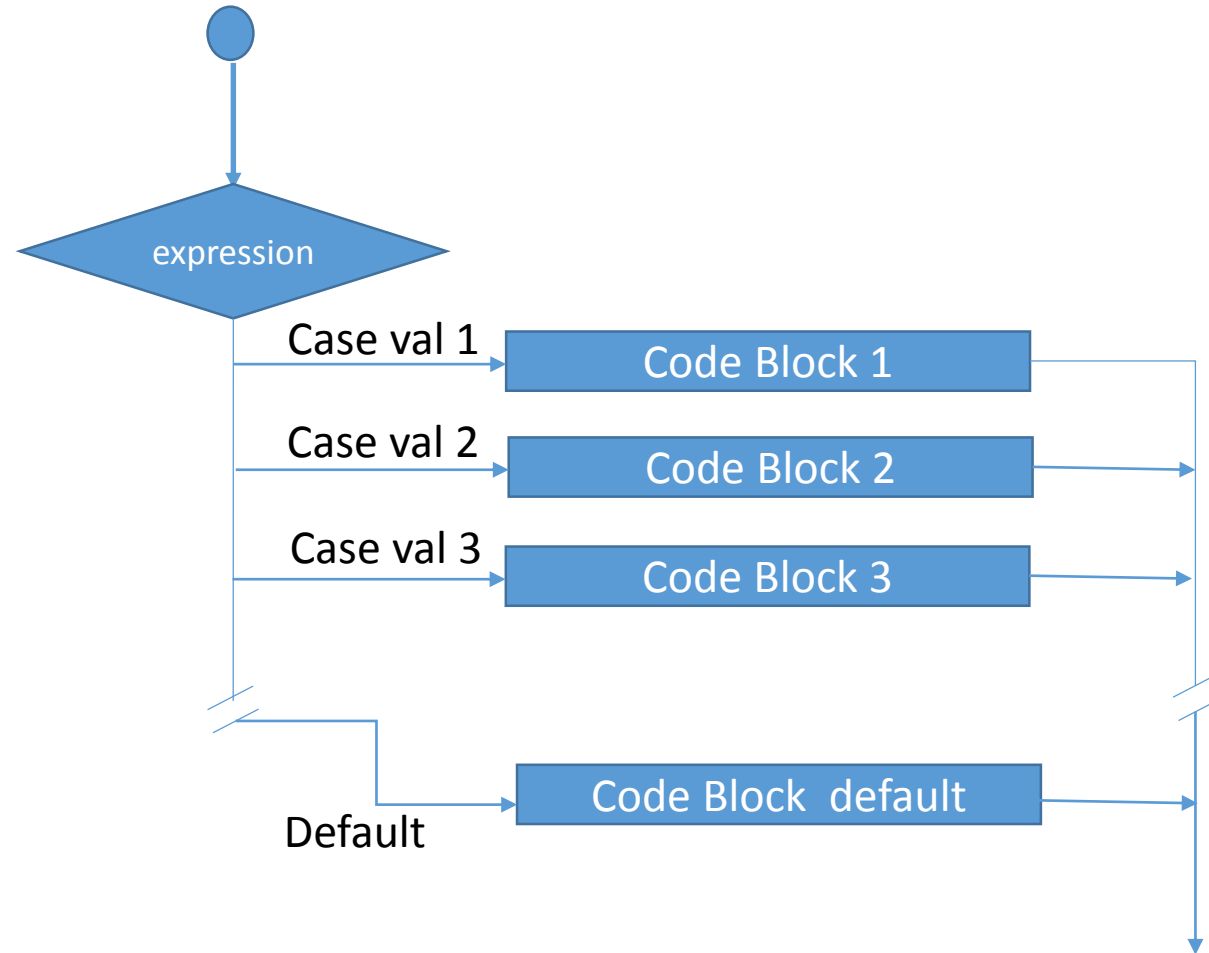 expression
Case val 1
Code Block 1
Case val 2
Code Block 2
Case val 3
Code Block 3
Code Block  default
Default